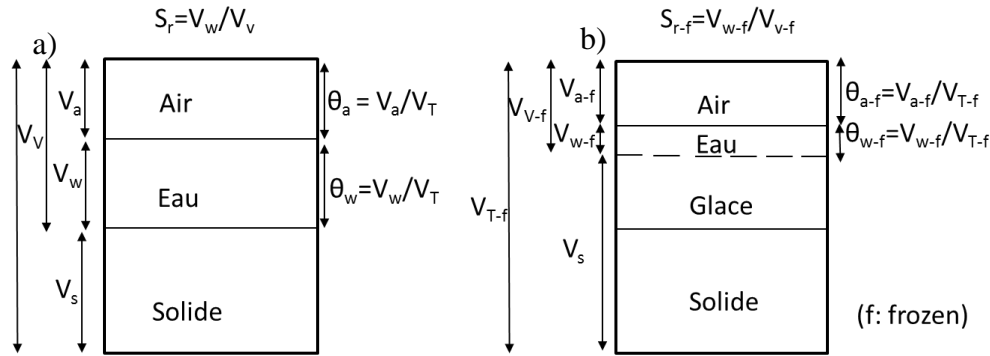 a)
S_r=V_w/V_v
V_V
V_a
V_w
V_s
Air
Eau
Solide
θ_a = V_a/V_T
θ_w=V_w/V_T
b)
S_r-f=V_w-f/V_v-f
V_T-f
V_V-f
V_a-f
V_w-f
V_s
Air
Eau
Glace
Solide
θ_a-f=V_a-f/V_T-f
θ_w-f=V_w-f/V_T-f
(f: frozen)